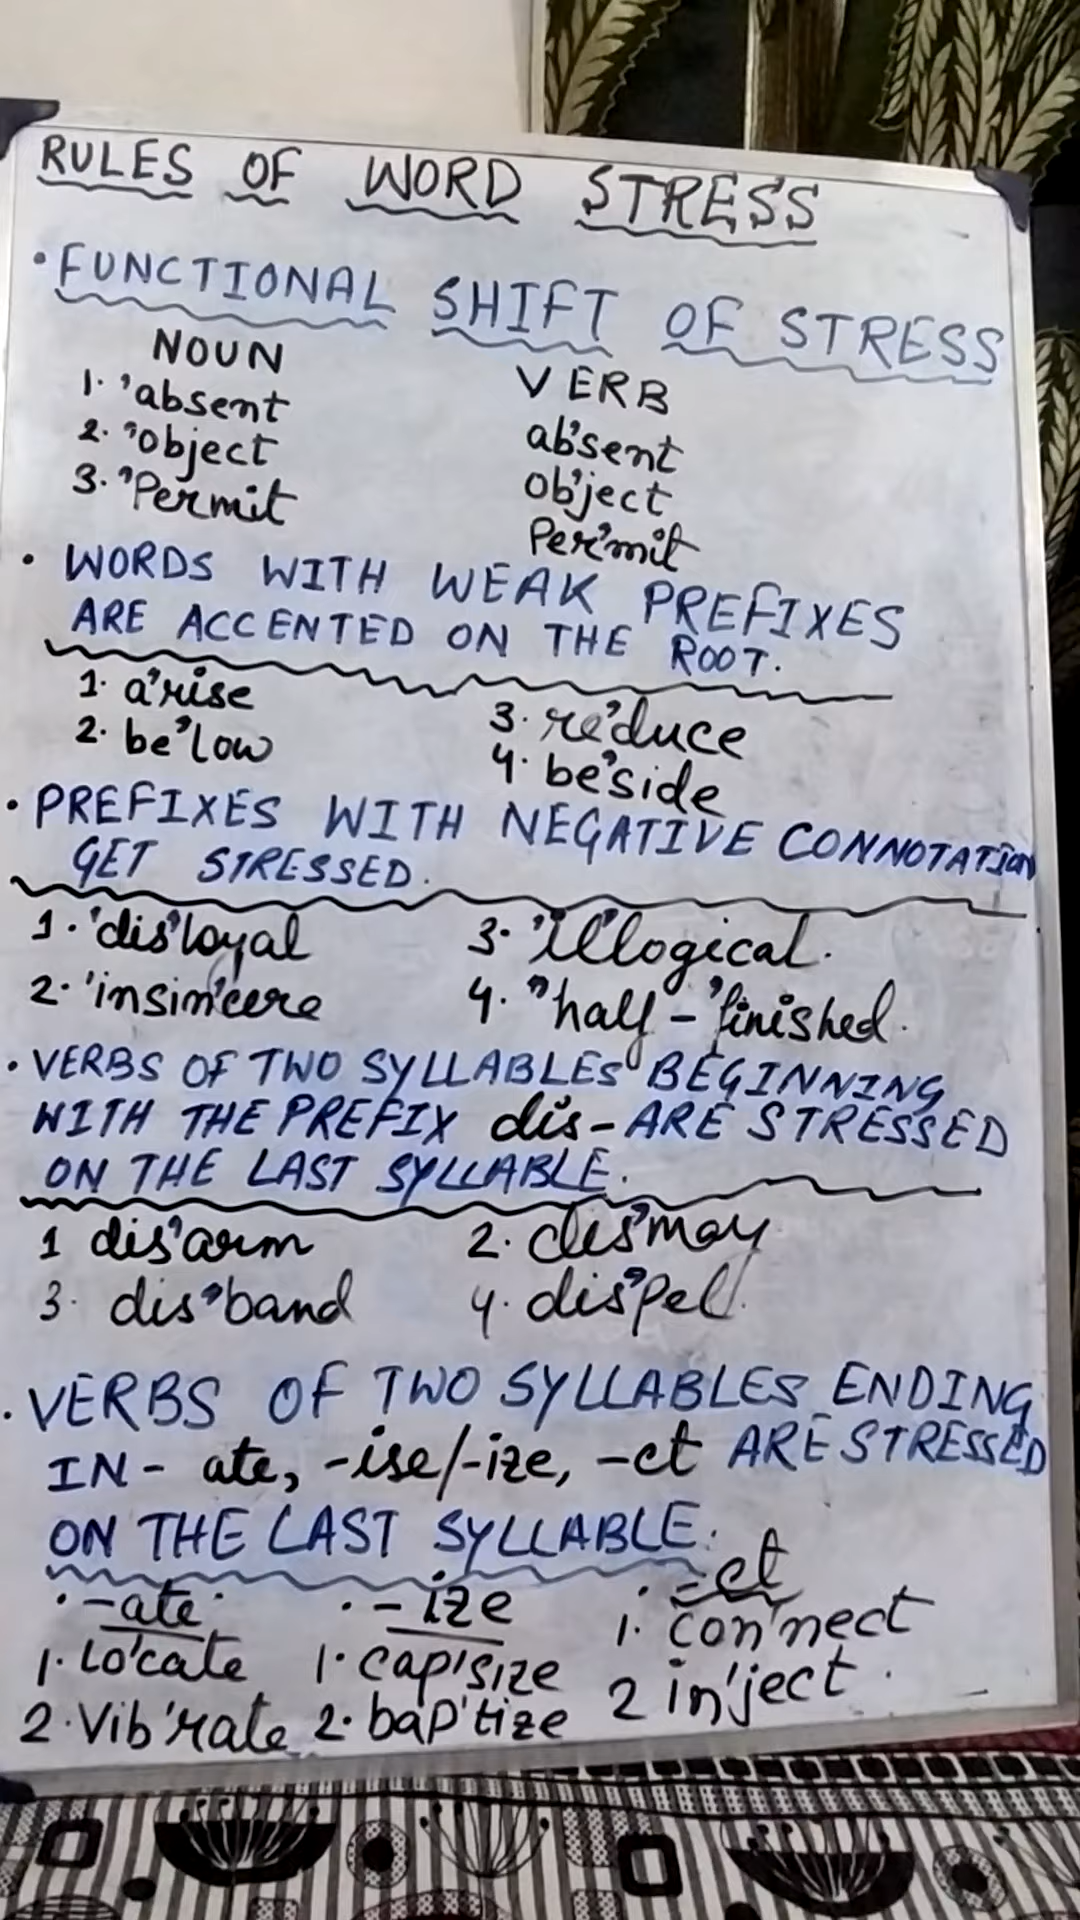 RULES OF WORD STRESS
• FUNCTIONAL SHIFT OF STRESS
NOUN VERB
1. 'absent ab'sent
2. 'Object Ob'ject
3. 'Permit Per'mit
• WORDS WITH WEAK PREFIXES
ARE ACCENTED ON THE ROOT.
1. a'rise 3. re'duce
2. be'low 4. be'side
• PREFIXES WITH NEGATIVE CONNOTATION
GET STRESSED.
1. 'dis'loyal 3. 'il'logical.
2. 'insin'cere 4. 'half-'finished.
• VERBS OF TWO SYLLABLES BEGINNING
WITH THE PREFIX dis- ARE STRESSED
ON THE LAST SYLLABLE.
1 dis'arm 2. dis'may
3. dis'band 4. dis'pel.
. VERBS OF TWO SYLLABLES ENDING
IN- ate, -ise/-ize, -ct ARE STRESSED
ON THE LAST SYLLABLE.
• -ate • -ize • -ct
1. Lo'cate 1. cap'size 1. con'nect
2. Vib'rate 2. bap'tize 2 in'ject.